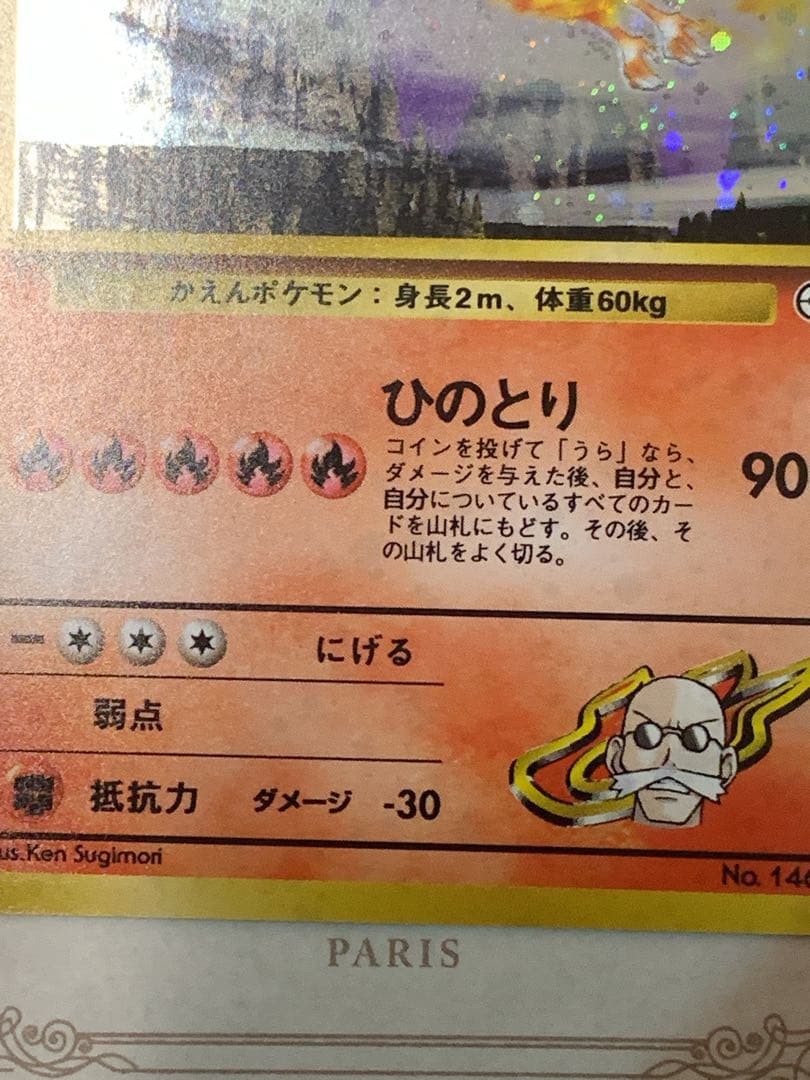 かえんポケモン：身長2m、体重60kg
ひのとり
コインを投げて「うら」なら、
ダメージを与えた後、自分と、
自分についているすべてのカー
ドを山札にもどす。その後、そ
の山札をよく切る。
90
にげる
弱点
抵抗力 ダメージ -30
us.Ken Sugimori
No. 146
PARIS